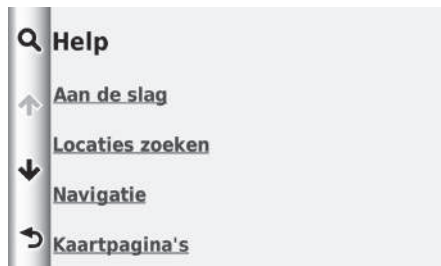 Help
Aan de slag
Locaties zoeken
Navigatie
Kaartpagina's